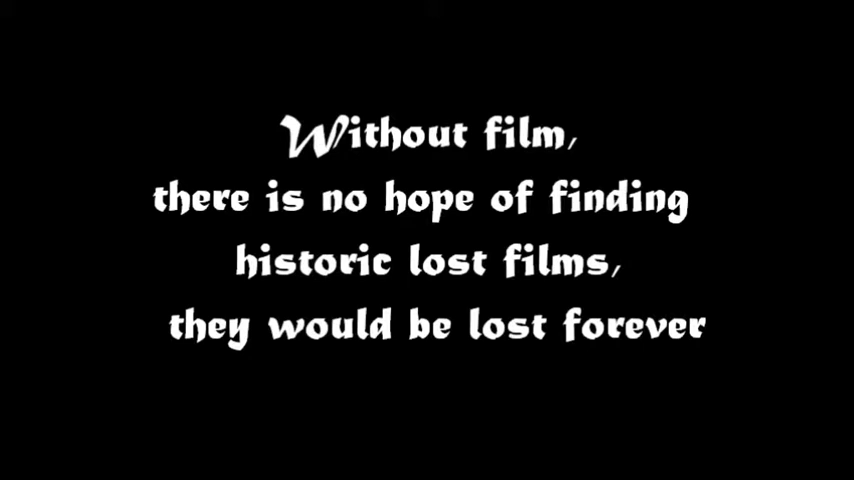 Without film,
there is no hope of finding
historic lost films,
they would be lost forever